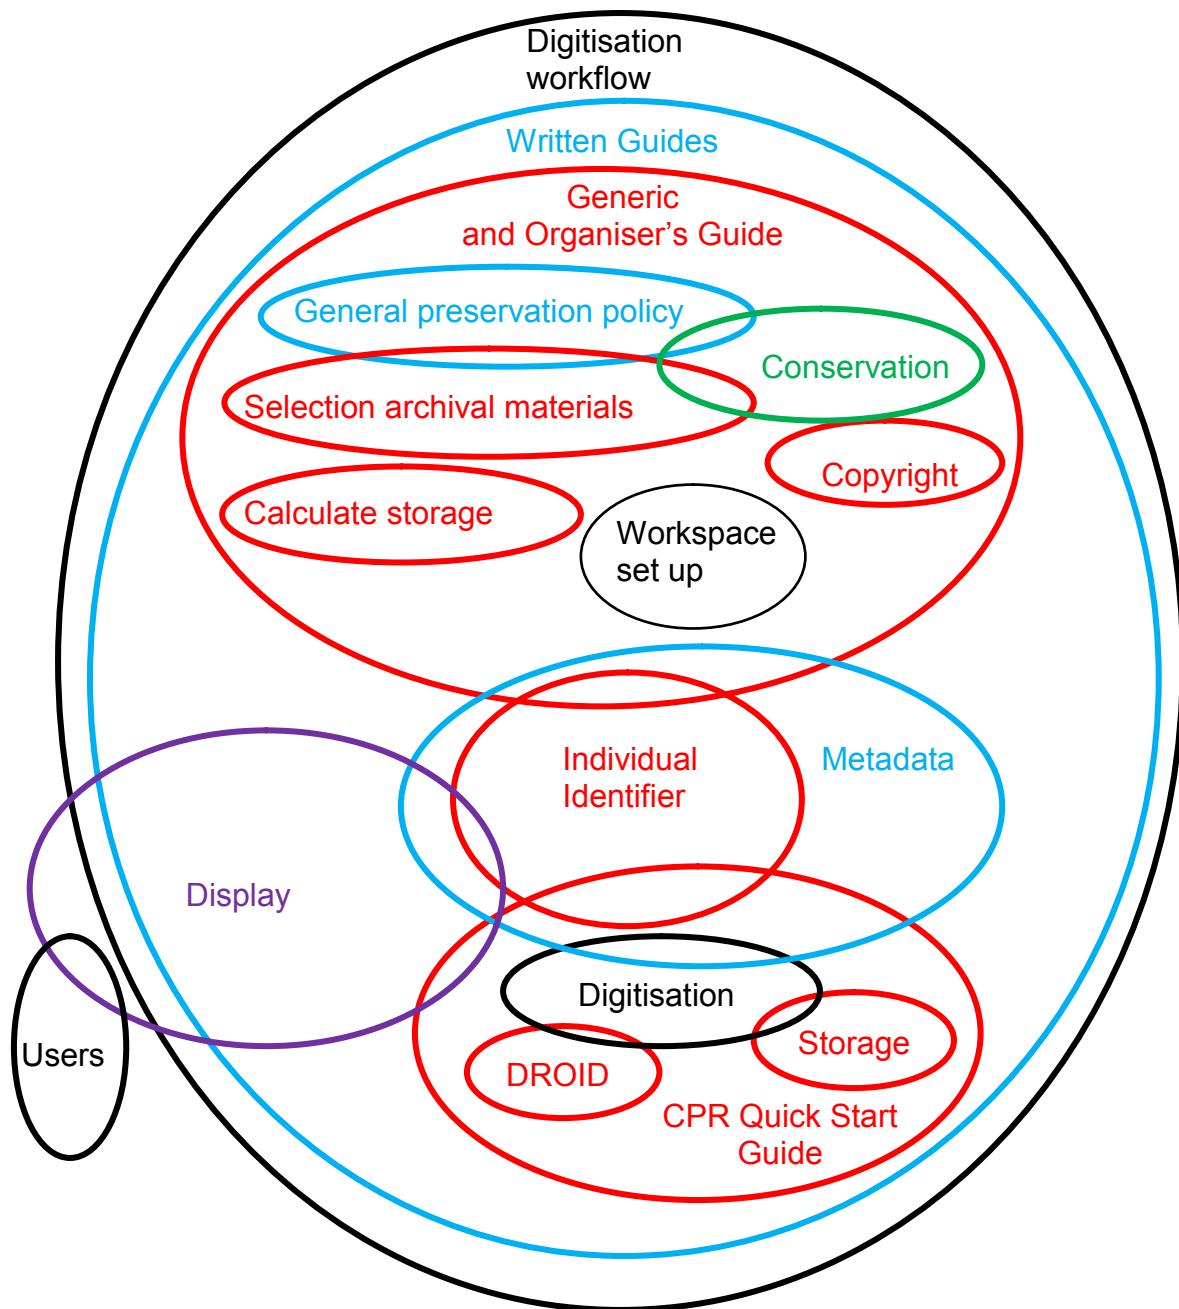 Digitisation
workflow
Written Guides
Generic
and Organiser’s Guide
General preservation policy
Conservation
Selection archival materials
Copyright
Calculate storage
Workspace
set up
Individual
Identifier
Metadata
Display
Digitisation
Users
Storage
DROID
CPR Quick Start
Guide